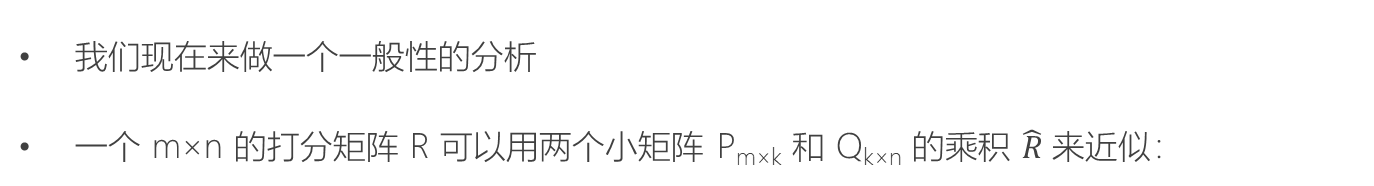 • 我们现在来做一个一般性的分析
• 一个 m×n 的打分矩阵 R 可以用两个小矩阵 Pₘ×ₖ 和 Qₖ×ₙ 的乘积 R̂ 来近似：